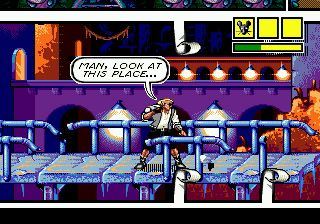 MAN, LOOK AT
THIS PLACE...